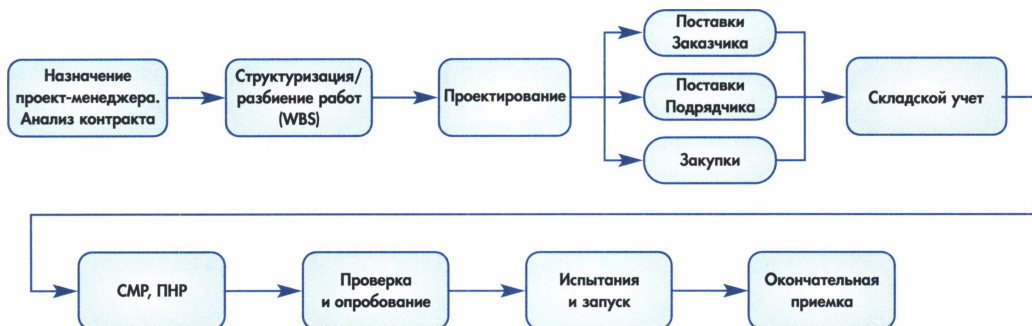 Назначение
проект-менеджера.
Анализ контракта
Структуризация/
разбиение работ
(WBS)
Проектирование
Поставки
Заказчика
Поставки
Подрядчика
Закупки
Складской учет
СМР, ПНР
Проверка
и опробование
Испытания
и запуск
Окончательная
приемка